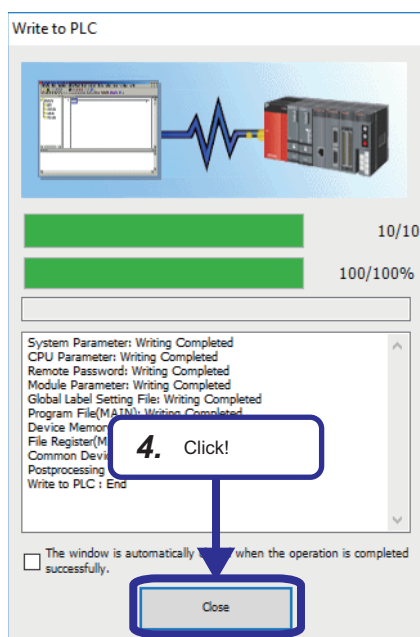 Write to PLC
10/10
100/100%
System Parameter: Writing Completed
CPU Parameter: Writing Completed
Remote Password: Writing Completed
Module Parameter: Writing Completed
Global Label Setting File: Writing Completed
Program File(MAIN): Writing Completed
Device Memor
File Register(M
Common Devi
Postprocessing
Write to PLC : End
4. Click!
The window is automatically when the operation is completed
successfully.
Close